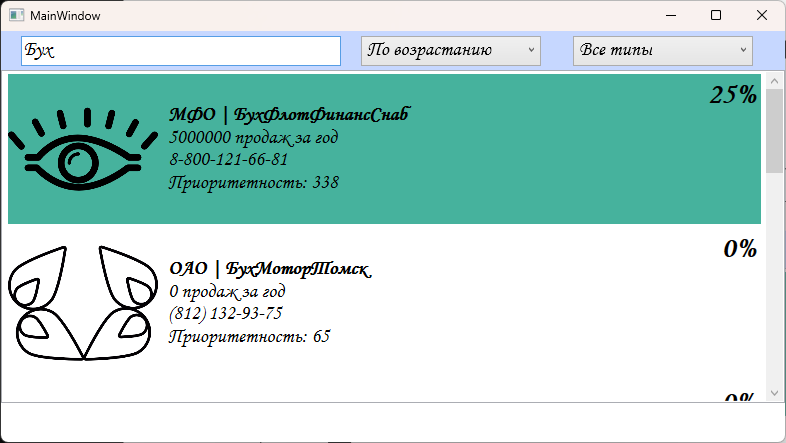 MainWindow
Бух
По возрастанию
Все типы
25%
МФО | БухФлотФинансСнаб
5000000 продаж за год
8-800-121-66-81
Приоритетность: 338
0%
ОАО | БухМоторТомск
0 продаж за год
(812) 132-93-75
Приоритетность: 65
0%